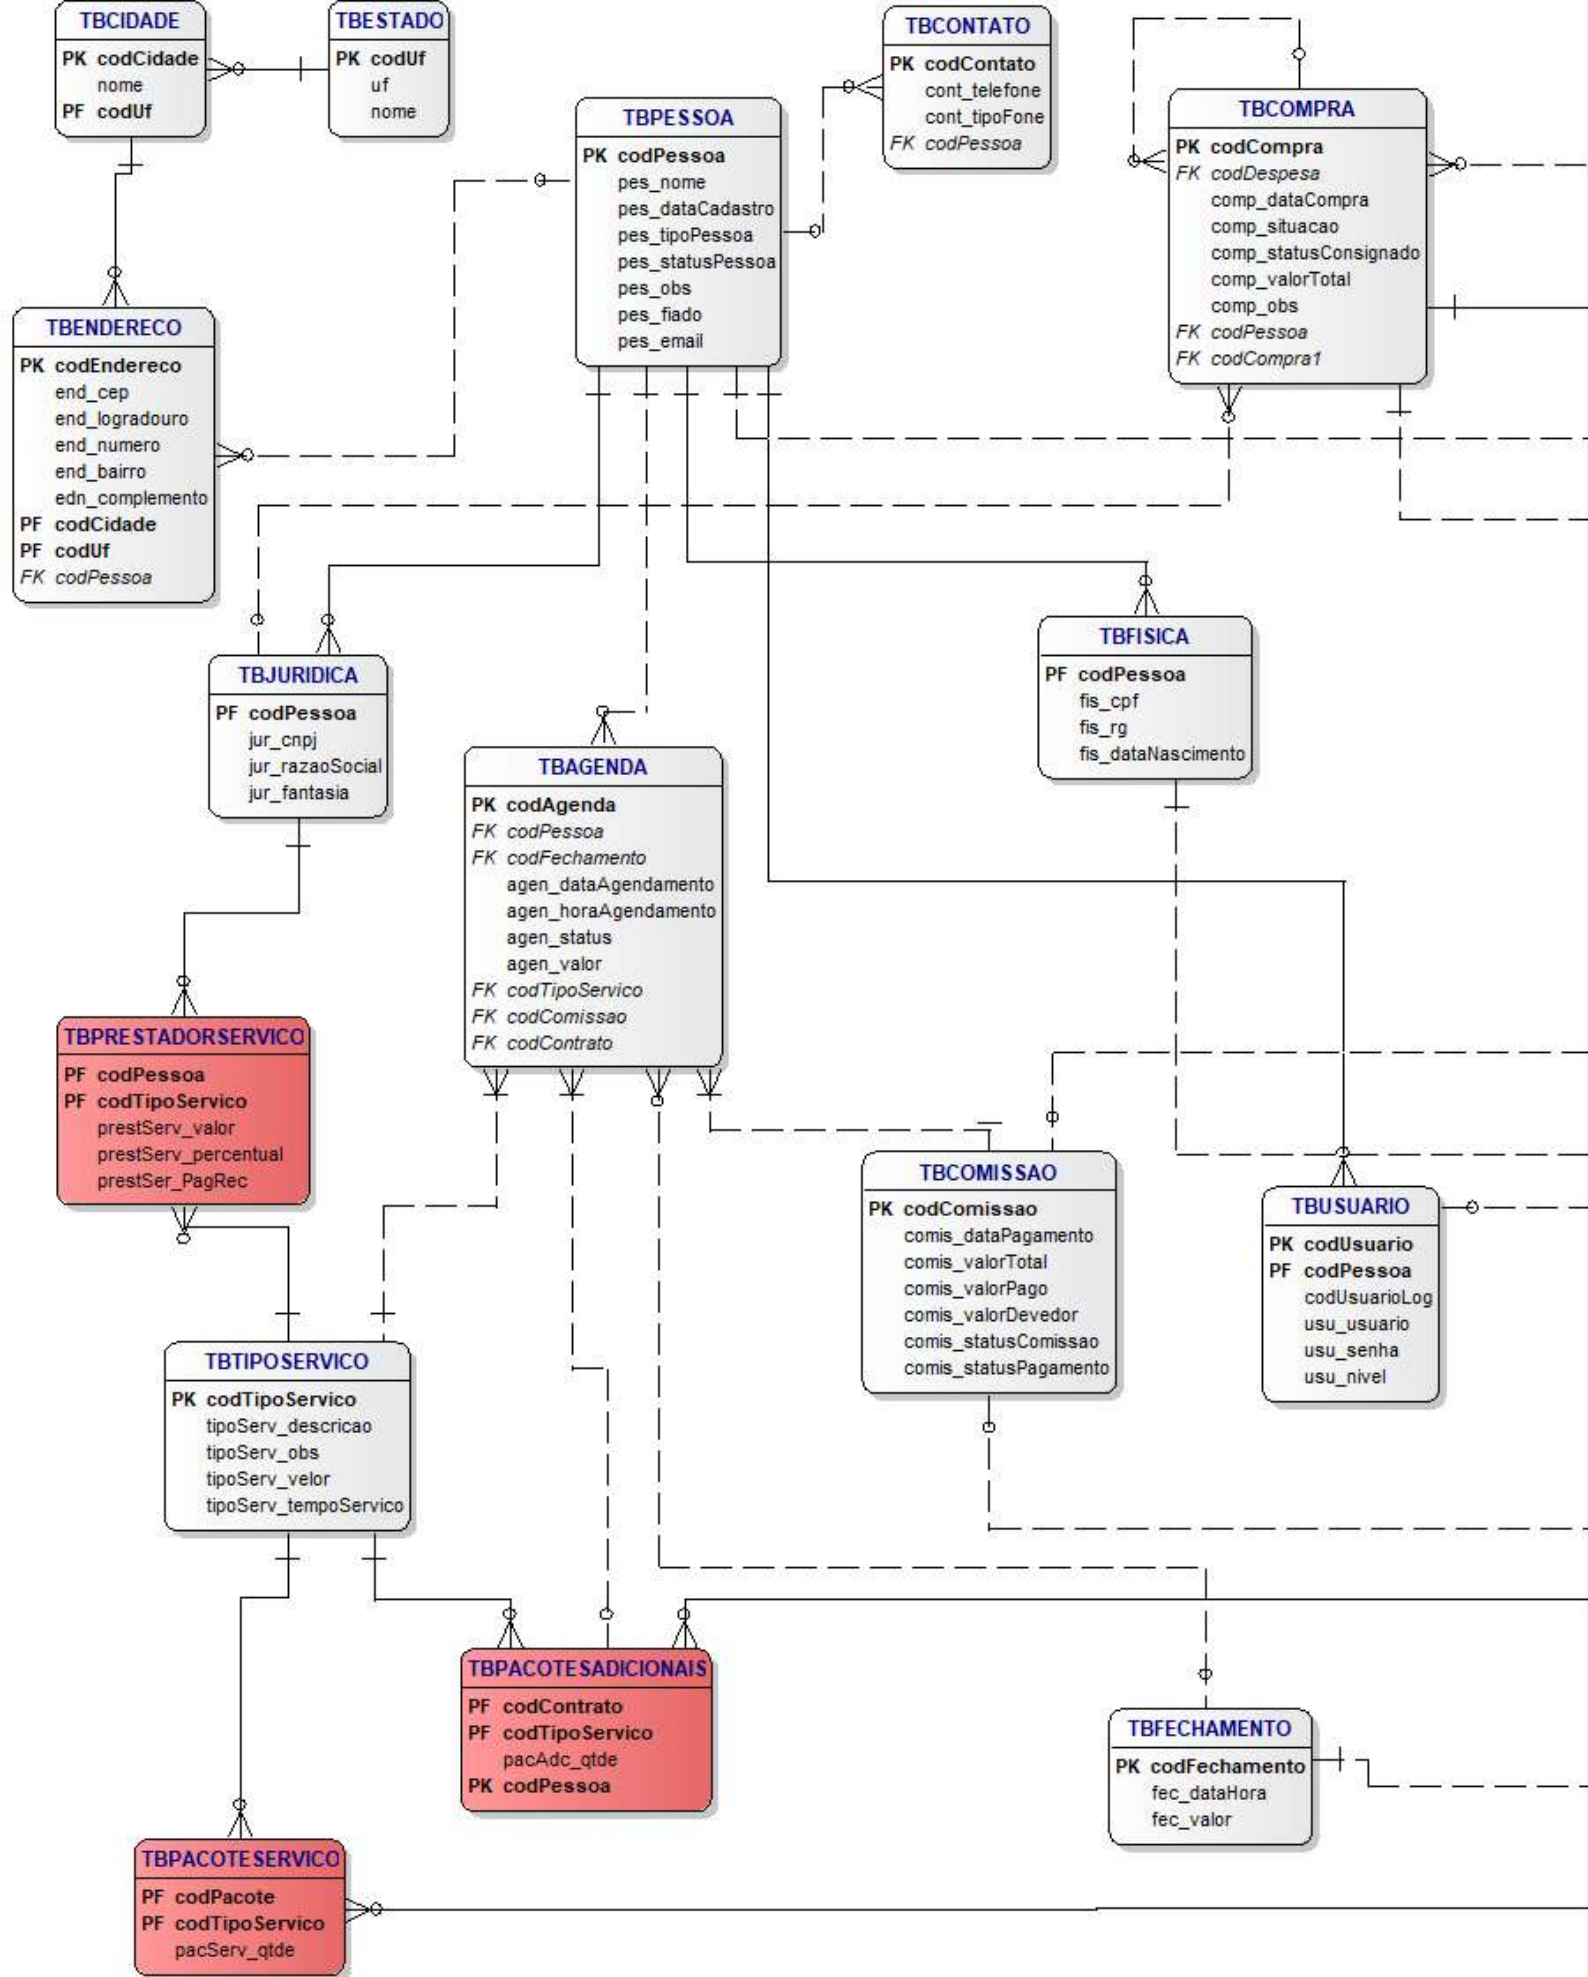 TBCIDADE
PK codCidade
nome
PF codUf
TBESTADO
PK codUf
uf
nome
TBCONTATO
PK codContato
cont_telefone
cont_tipoFone
FK codPessoa
TBPESSOA
PK codPessoa
pes_nome
pes_dataCadastro
pes_tipoPessoa
pes_statusPessoa
pes_obs
pes_fiado
pes_email
TBCOMPRA
PK codCompra
FK codDespesa
comp_dataCompra
comp_situacao
comp_statusConsignado
comp_valorTotal
comp_obs
FK codPessoa
FK codCompra1
TBENDERECO
PK codEndereco
end_cep
end_logradouro
end_numero
end_bairro
edn_complemento
PF codCidade
PF codUf
FK codPessoa
TBJURIDICA
PF codPessoa
jur_cnpj
jur_razaoSocial
jur_fantasia
TBFISICA
PF codPessoa
fis_cpf
fis_rg
fis_dataNascimento
TBAGENDA
PK codAgenda
FK codPessoa
FK codFechamento
agen_dataAgendamento
agen_horaAgendamento
agen_status
agen_valor
FK codTipoServico
FK codComissao
FK codContrato
TBPRESTADORSERVICO
PF codPessoa
PF codTipoServico
prestServ_valor
prestServ_percentual
prestSer_PagRec
TBCOMISSAO
PK codComissao
comis_dataPagamento
comis_valorTotal
comis_valorPago
comis_valorDevedor
comis_statusComissao
comis_statusPagamento
TBUSUARIO
PK codUsuario
PF codPessoa
codUsuarioLog
usu_usuario
usu_senha
usu_nivel
TBTIPOSERVICO
PK codTipoServico
tipoServ_descricao
tipoServ_obs
tipoServ_velor
tipoServ_tempoServico
TBPACOTESADICIONAIS
PF codContrato
PF codTipoServico
pacAdc_qtde
PK codPessoa
TBFECHAMENTO
PK codFechamento
fec_dataHora
fec_valor
TBPACOTESERVICO
PF codPacote
PF codTipoServico
pacServ_qtde